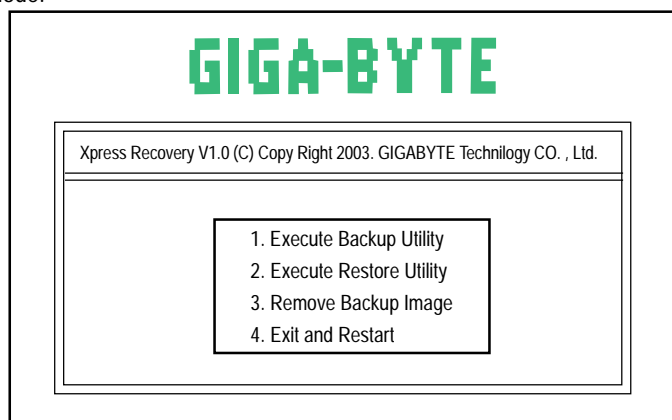 GIGA-BYTE
Xpress Recovery V1.0 (C) Copy Right 2003. GIGABYTE Technilogy CO. , Ltd.
1. Execute Backup Utility
2. Execute Restore Utility
3. Remove Backup Image
4. Exit and Restart